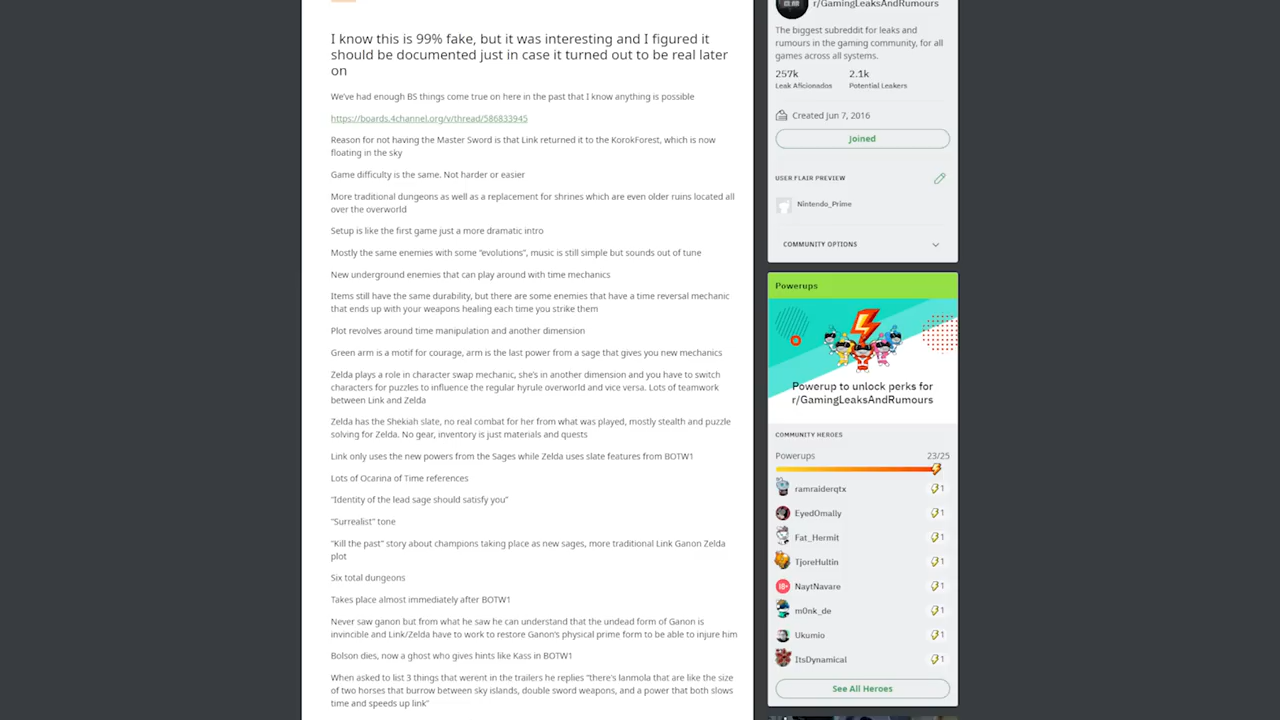 I know this is 99% fake, but it was interesting and I figured it
should be documented just in case it turned out to be real later
on
We've had enough BS things come true on here in the past that I know anything is possible
https://boards.4channel.org/v/thread/586833945
Reason for not having the Master Sword is that Link returned it to the KorokForest, which is now
floating in the sky
Game difficulty is the same. Not harder or easier
More traditional dungeons as well as a replacement for shrines which are even older ruins located all
over the overworld
Setup is like the first game just a more dramatic intro
Mostly the same enemies with some "evolutions", music is still simple but sounds out of tune
New underground enemies that can play around with time mechanics
Items still have the same durability, but there are some enemies that have a time reversal mechanic
that ends up with your weapons healing each time you strike them
Plot revolves around time manipulation and another dimension
Green arm is a motif for courage, arm is the last power from a sage that gives you new mechanics
Zelda plays a role in character swap mechanic, she's in another dimension and you have to switch
characters for puzzles to influence the regular hyrule overworld and vice versa. Lots of teamwork
between Link and Zelda
Zelda has the Shekiah slate, no real combat for her from what was played, mostly stealth and puzzle
solving for Zelda. No gear, inventory is just materials and quests
Link only uses the new powers from the Sages while Zelda uses slate features from BOTW1
Lots of Ocarina of Time references
"Identity of the lead sage should satisfy you"
"Surrealist" tone
"Kill the past" story about champions taking place as new sages, more traditional Link Ganon Zelda
plot
Six total dungeons
Takes place almost immediately after BOTW1
Never saw ganon but from what he saw he can understand that the undead form of Ganon is
invincible and Link/Zelda have to work to restore Ganon's physical prime form to be able to injure him
Bolson dies, now a ghost who gives hints like Kass in BOTW1
When asked to list 3 things that werent in the trailers he replies "there's lanmola that are like the size
of two horses that burrow between sky islands, double sword weapons, and a power that both slows
time and speeds up link"
r/GamingLeaksAndRumours
The biggest subreddit for leaks and
rumours in the gaming community, for all
games across all systems.
257k 2.1k
Leak Aficionados Potential Leakers
Created Jun 7, 2016
Joined
USER FLAIR PREVIEW
Nintendo_Prime
COMMUNITY OPTIONS
Powerups
Powerup to unlock perks for
r/GamingLeaksAndRumours
COMMUNITY HEROES
Powerups 23/25
ramraiderqtx 1
EyedOmally 1
Fat_Hermit 1
TjoreHultin 1
18+ NaytNavare 1
m0nk_de 1
Ukumio 1
ItsDynamical 1
See All Heroes